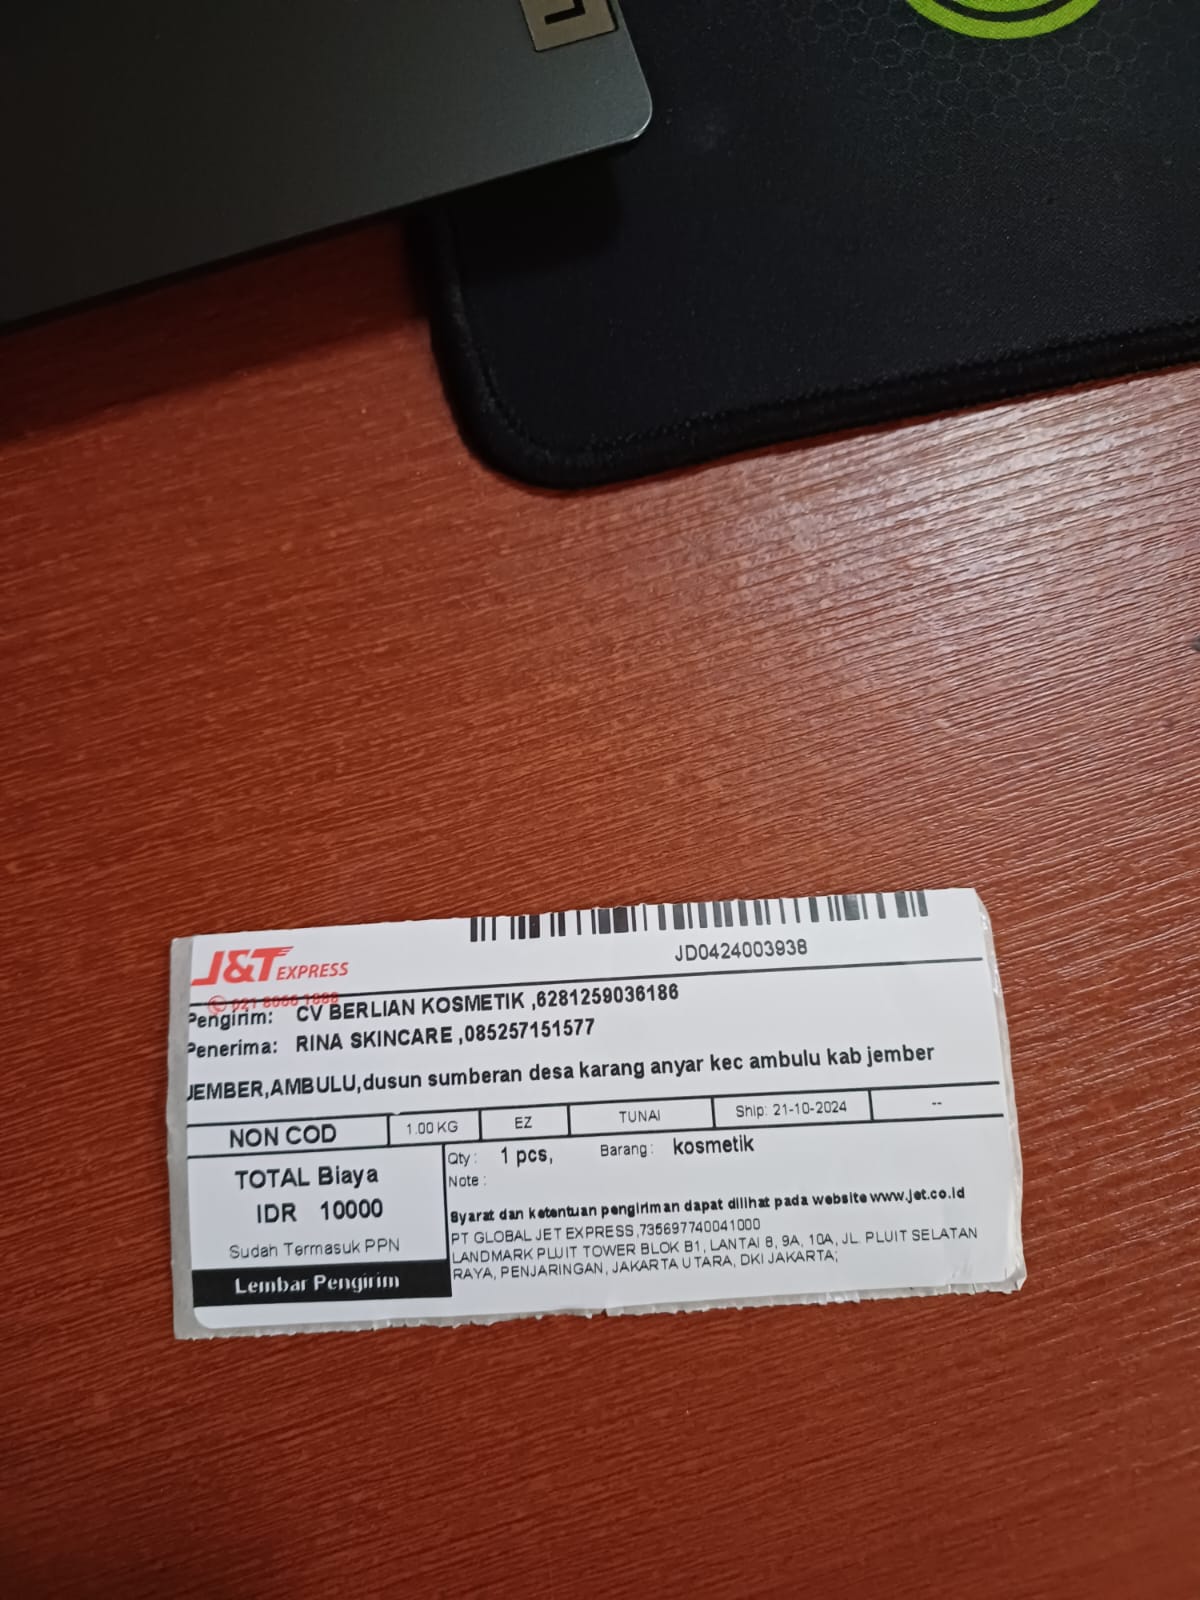 L
JD0424003938
J&T EXPRESS
021 8066 1888
Pengirim: CV BERLIAN KOSMETIK ,6281259036186
Penerima: RINA SKINCARE ,085257151577
JEMBER,AMBULU,dusun sumberan desa karang anyar kec ambulu kab jember
NON COD 1.00 KG EZ TUNAI Ship: 21-10-2024 --
TOTAL Biaya
IDR 10000
Sudah Termasuk PPN
Lembar Pengirim
Qty : 1 pcs, Barang : kosmetik
Note :
Syarat dan ketentuan pengiriman dapat dilihat pada website www.jet.co.id
PT GLOBAL JET EXPRESS ,735697740041000
LANDMARK PLUIT TOWER BLOK B1, LANTAI 8, 9A, 10A, JL. PLUIT SELATAN
RAYA, PENJARINGAN, JAKARTA UTARA, DKI JAKARTA;